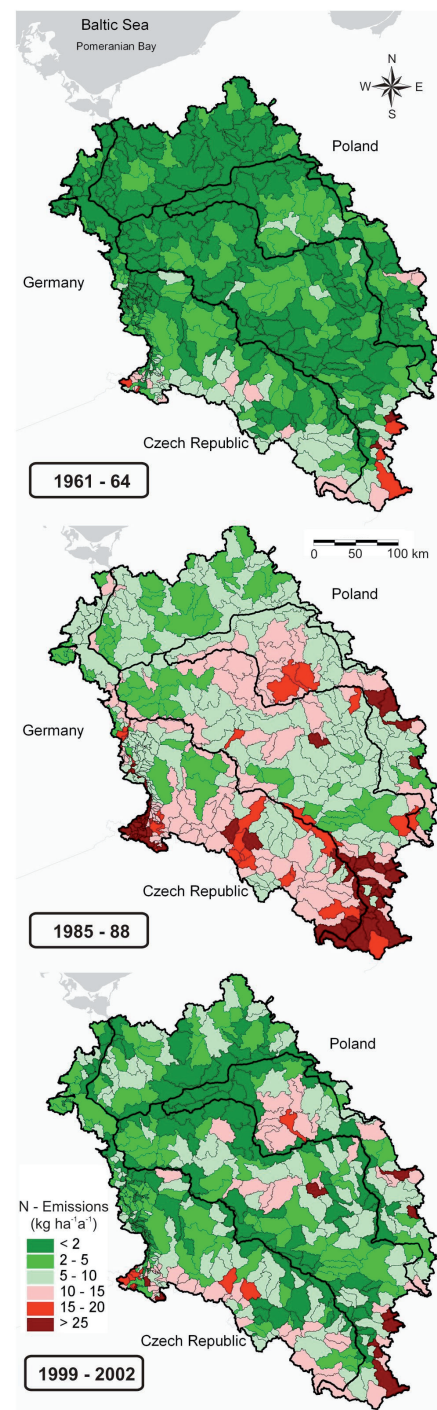 Baltic Sea
Pomeranian Bay
N
W E
S
Poland
Germany
Czech Republic
1961 - 64
0 50 100 km
Poland
Germany
Czech Republic
1985 - 88
Poland
N - Emissions
(kg ha⁻¹a⁻¹)
< 2
2 - 5
5 - 10
10 - 15
15 - 20
> 25
Czech Republic
1999 - 2002